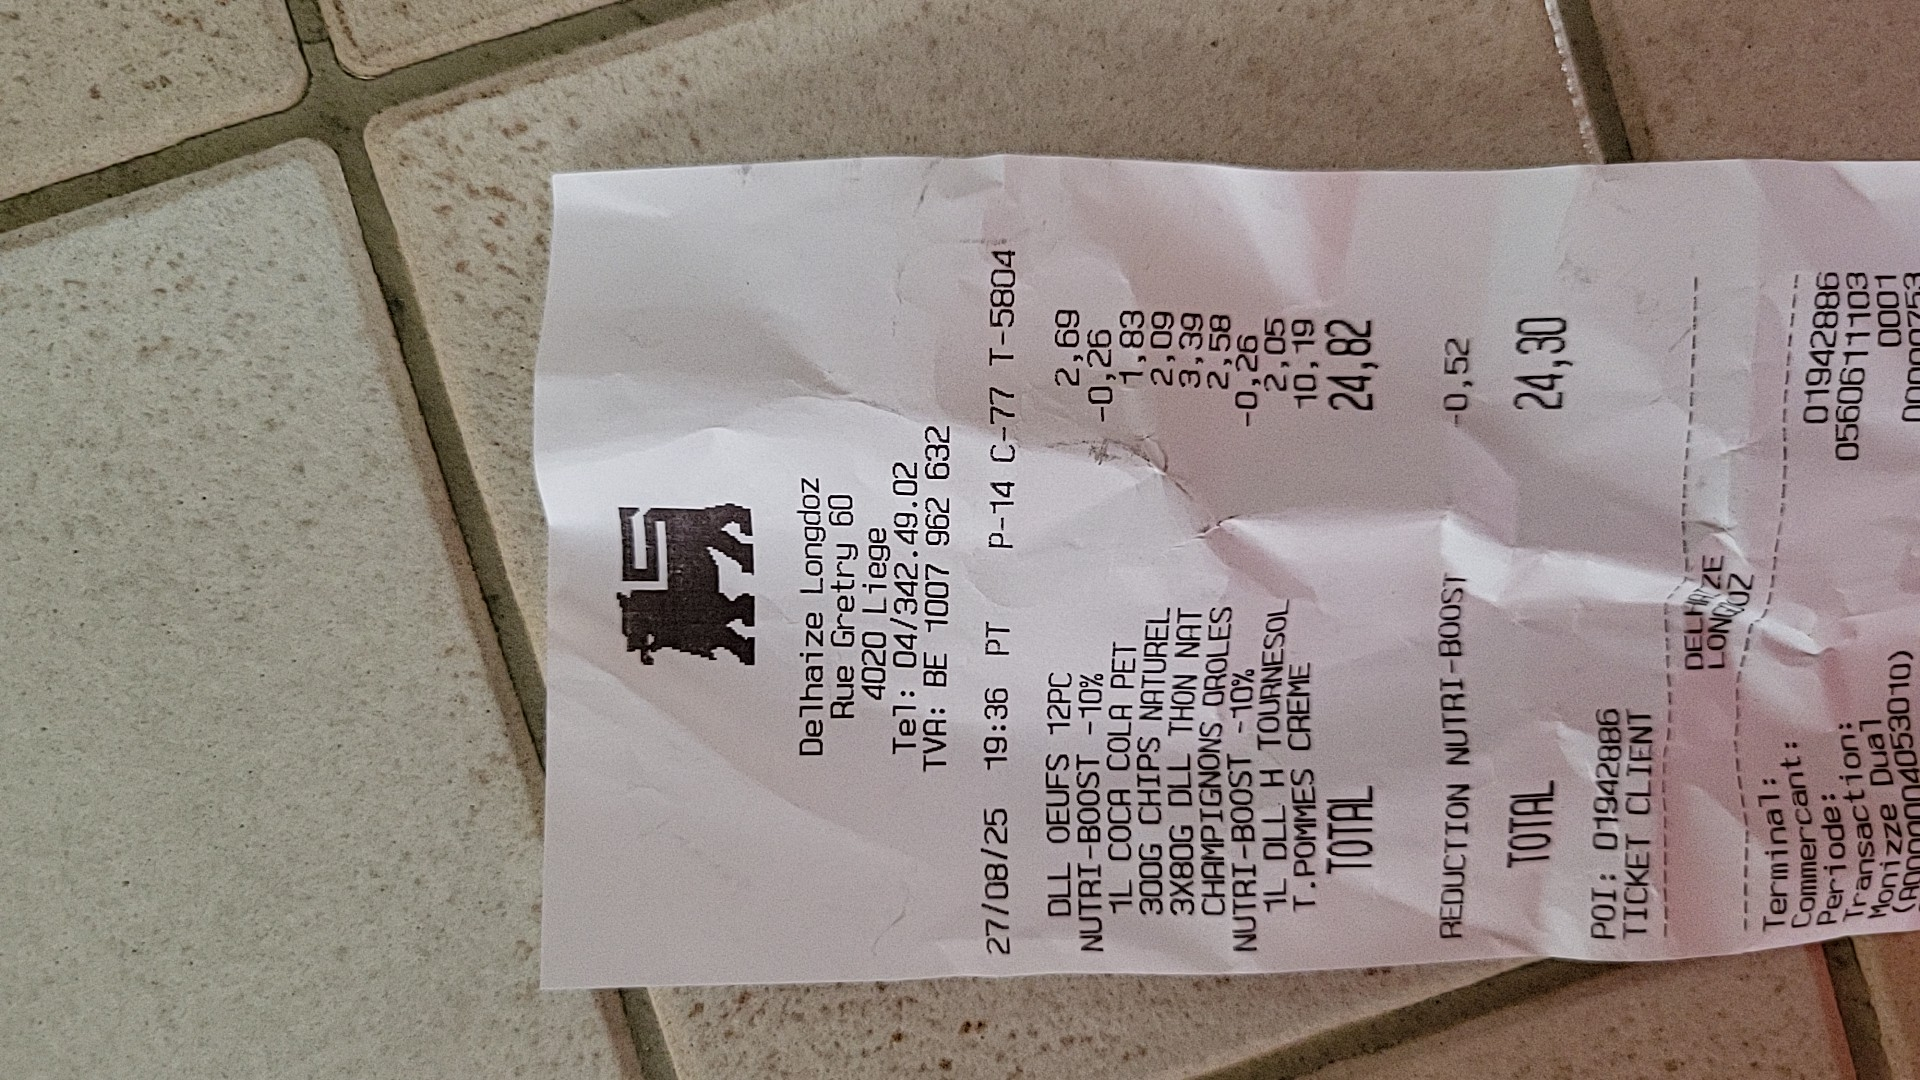 Delhaize Longdoz
Rue Gretry 60
4020 Liege
Tel: 04/342.49.02
TVA: BE 1007 962 632
27/08/25 19:36 PT P-14 C-77 T-5804
DLL OEUFS 12PC 2,69
NUTRI-BOOST -10% -0,26
1L COCA COLA PET 1,83
300G CHIPS NATUREL 2,09
3X80G DLL THON NAT 3,39
CHAMPIGNONS DROLES 2,58
NUTRI-BOOST -10% -0,26
1L DLL H TOURNESOL 2,05
T.POMMES CREME 10,19
TOTAL 24,82
REDUCTION NUTRI-BOOST -0,52
TOTAL 24,30
POI: 01942886
TICKET CLIENT
DELHAIZE
LONGDOZ
Terminal: 01942886
Commercant: 0560611103
Periode: 0001
Transaction: 0000753
Monizze Dual